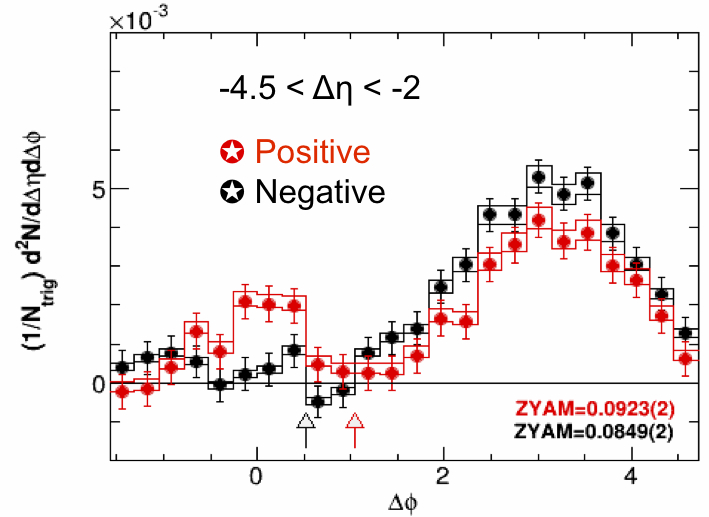 ×10⁻³
-4.5 < Δη < -2
Positive
Negative
5
0
(1/N_trig) d²N/dΔηdΔϕ
ZYAM=0.0923(2)
ZYAM=0.0849(2)
0 2 4
Δϕ